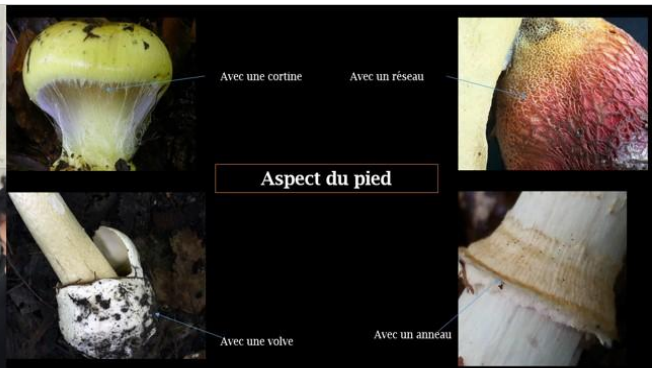 Avec une cortine
Avec un réseau
Aspect du pied
Avec une volve
Avec un anneau